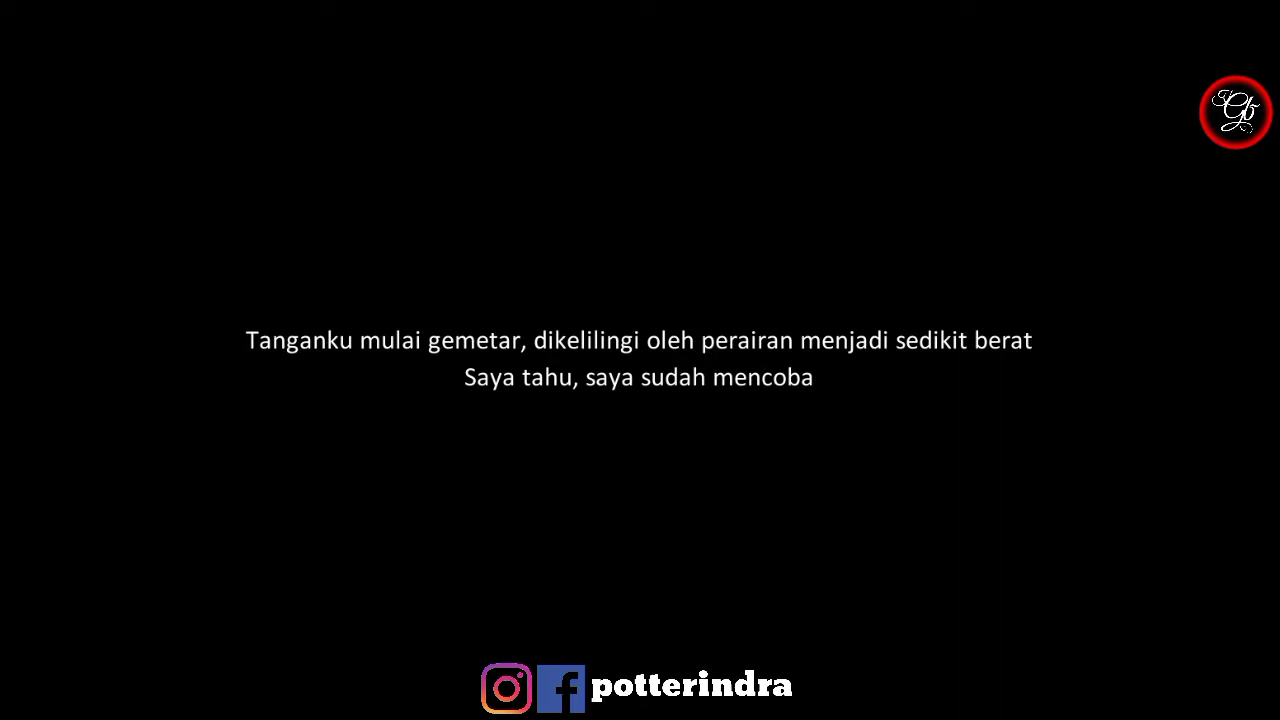 Tanganku mulai gemetar, dikelilingi oleh perairan menjadi sedikit berat
Saya tahu, saya sudah mencoba
potterindra